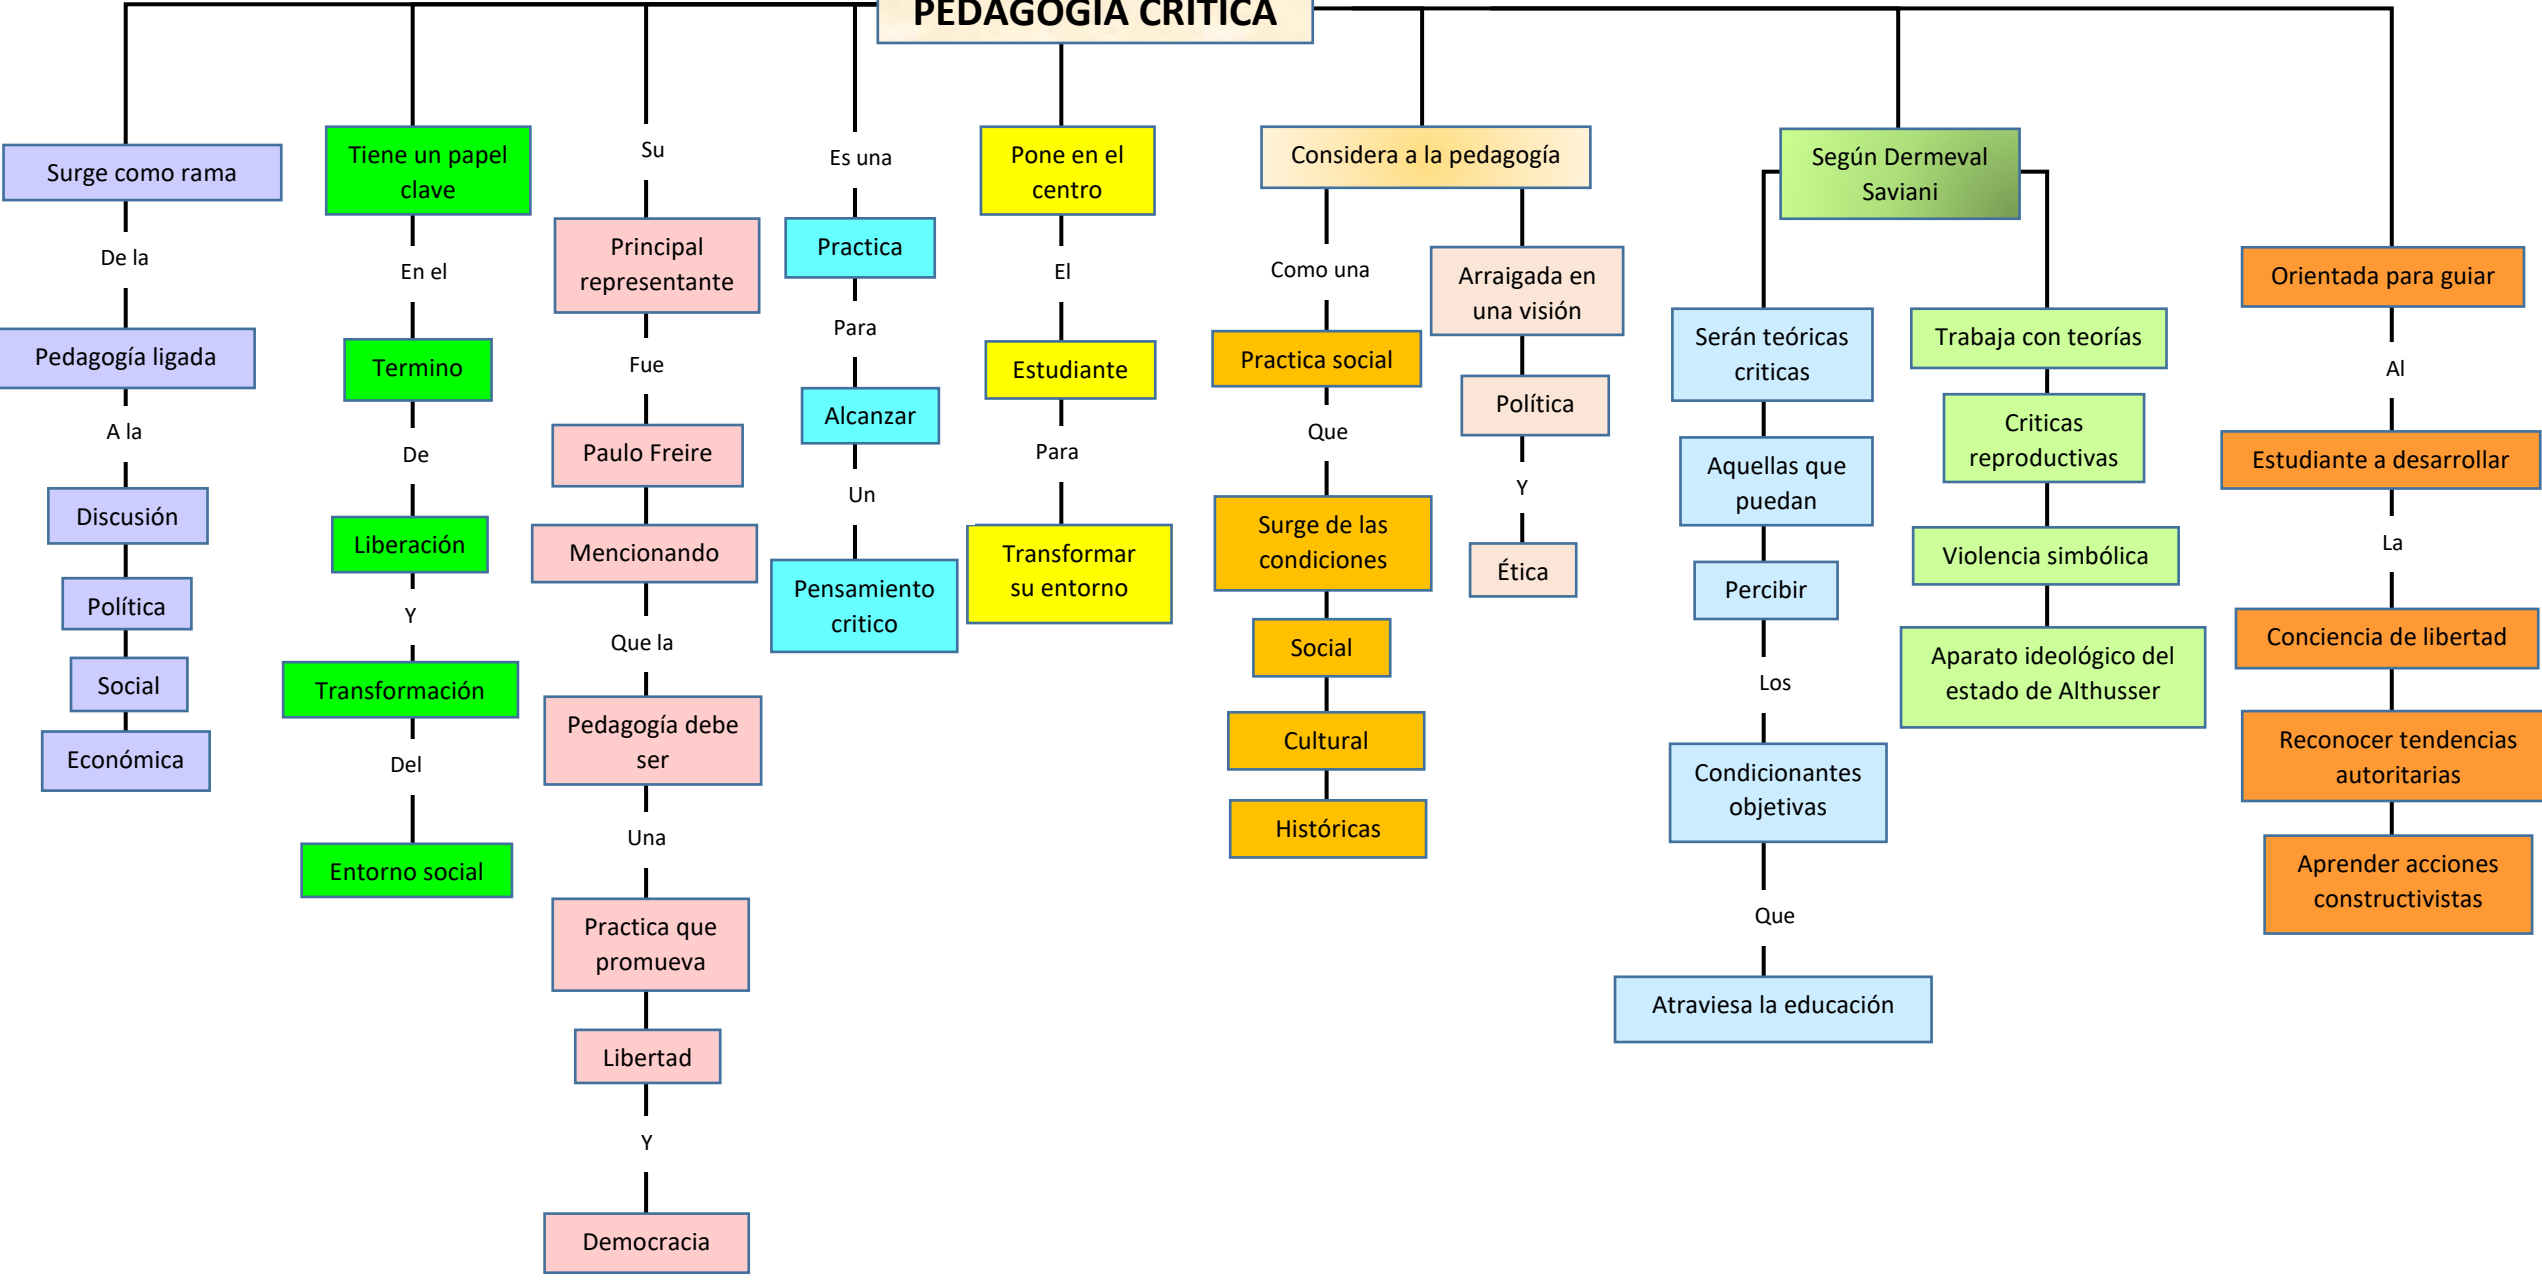 PEDAGOGIA CRITICA
Surge como rama
De la
Pedagogía ligada
A la
Discusión
Política
Social
Económica
Tiene un papel
clave
En el
Termino
De
Liberación
Y
Transformación
Del
Entorno social
Su
Principal
representante
Fue
Paulo Freire
Mencionando
Que la
Pedagogía debe
ser
Una
Practica que
promueva
Libertad
Y
Democracia
Es una
Practica
Para
Alcanzar
Un
Pensamiento
critico
Pone en el
centro
El
Estudiante
Para
Transformar
su entorno
Considera a la pedagogía
Como una
Practica social
Que
Surge de las
condiciones
Social
Cultural
Históricas
Arraigada en
una visión
Política
Y
Ética
Según Dermeval
Saviani
Serán teóricas
criticas
Aquellas que
puedan
Percibir
Los
Condicionantes
objetivas
Que
Atraviesa la educación
Trabaja con teorías
Criticas
reproductivas
Violencia simbólica
Aparato ideológico del
estado de Althusser
Orientada para guiar
Al
Estudiante a desarrollar
La
Conciencia de libertad
Reconocer tendencias
autoritarias
Aprender acciones
constructivistas